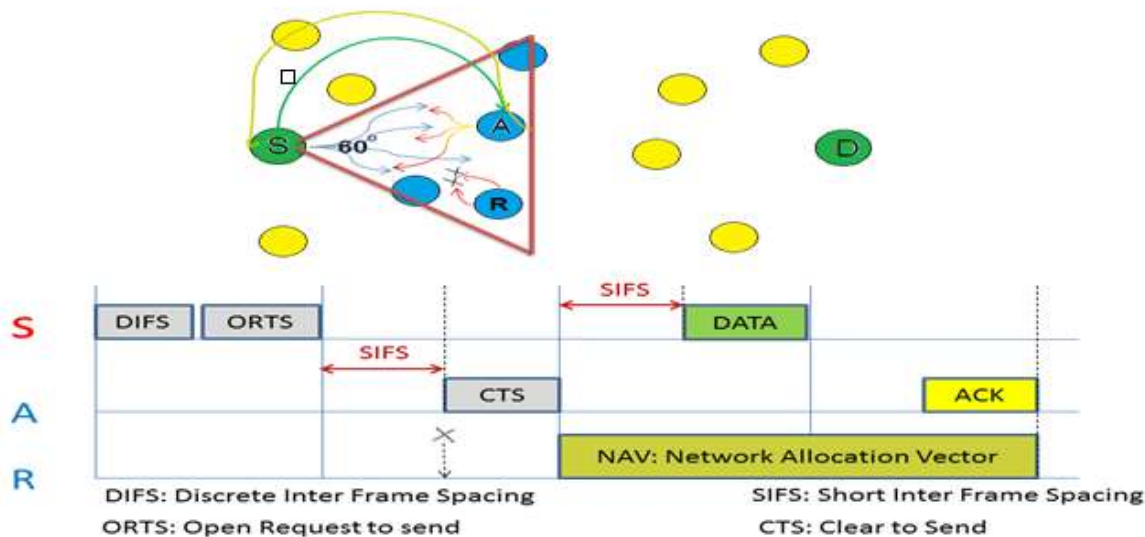 S
60°
A
R
D
SIFS
S
DIFS
ORTS
DATA
SIFS
A
CTS
ACK
R
NAV: Network Allocation Vector
DIFS: Discrete Inter Frame Spacing
SIFS: Short Inter Frame Spacing
ORTS: Open Request to send
CTS: Clear to Send